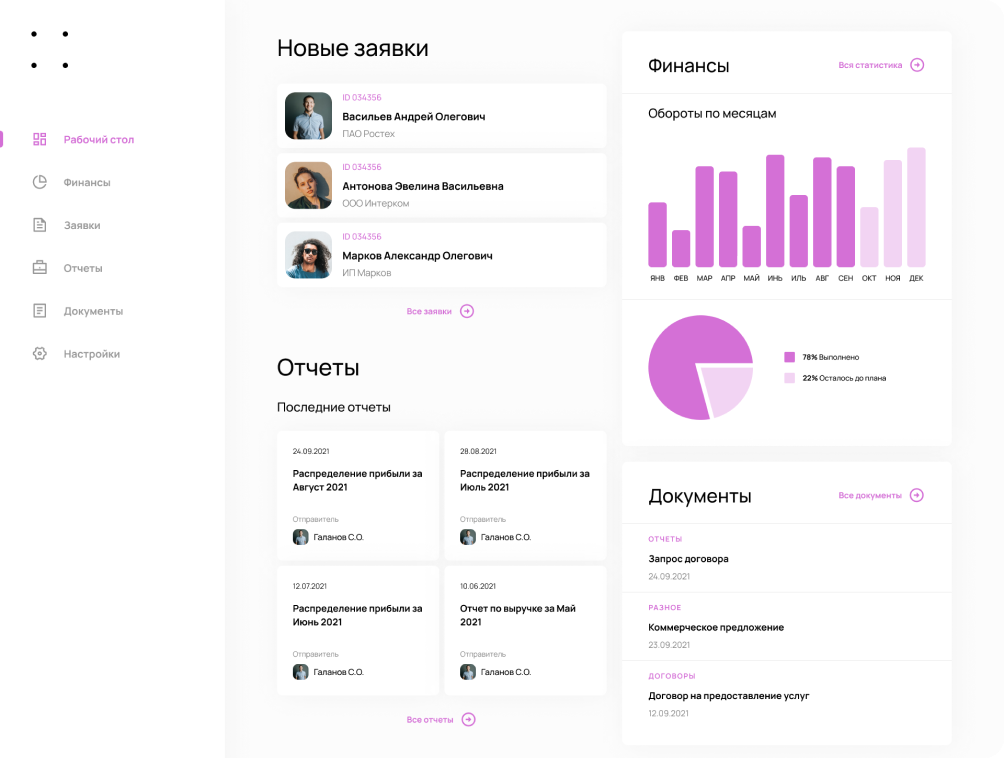 Рабочий стол
Финансы
Заявки
Отчеты
Документы
Настройки
Новые заявки
ID 034356
Васильев Андрей Олегович
ПАО Ростех
ID 034356
Антонова Эвелина Васильевна
ООО Интерком
ID 034356
Марков Александр Олегович
ИП Марков
Все заявки
Отчеты
Последние отчеты
24.09.2021
Распределение прибыли за
Август 2021
Отправитель
Галанов С.О.
28.08.2021
Распределение прибыли за
Июль 2021
Отправитель
Галанов С.О.
12.07.2021
Распределение прибыли за
Июнь 2021
Отправитель
Галанов С.О.
10.06.2021
Отчет по выручке за Май
2021
Отправитель
Галанов С.О.
Все отчеты
Финансы
Вся статистика
Обороты по месяцам
ЯНВ ФЕВ МАР АПР МАЙ ИНЬ ИЛЬ АВГ СЕН ОКТ НОЯ ДЕК
78% Выполнено
22% Осталось до плана
Документы
Все документы
ОТЧЕТЫ
Запрос договора
24.09.2021
РАЗНОЕ
Коммерческое предложение
23.09.2021
ДОГОВОРЫ
Договор на предоставление услуг
12.09.2021